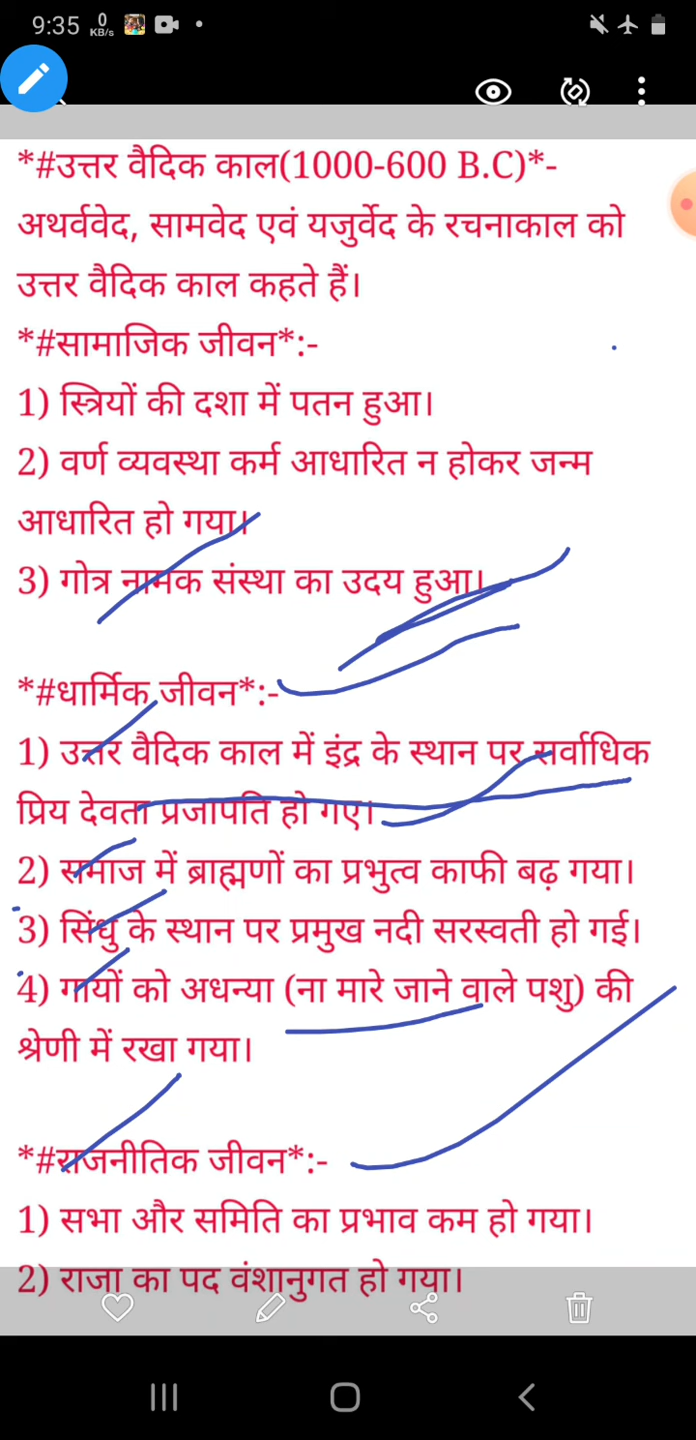 9:35 0 KB/s
*#उत्तर वैदिक काल(1000-600 B.C)*-
अथर्ववेद, सामवेद एवं यजुर्वेद के रचनाकाल को
उत्तर वैदिक काल कहते हैं।
*#सामाजिक जीवन*:-
1) स्त्रियों की दशा में पतन हुआ।
2) वर्ण व्यवस्था कर्म आधारित न होकर जन्म
आधारित हो गया।
3) गोत्र नामक संस्था का उदय हुआ।
*#धार्मिक जीवन*:-
1) उत्तर वैदिक काल में इंद्र के स्थान पर सर्वाधिक
प्रिय देवता प्रजापति हो गए।
2) समाज में ब्राह्मणों का प्रभुत्व काफी बढ़ गया।
3) सिंधु के स्थान पर प्रमुख नदी सरस्वती हो गई।
4) गायों को अधन्या (ना मारे जाने वाले पशु) की
श्रेणी में रखा गया।
*#राजनीतिक जीवन*:-
1) सभा और समिति का प्रभाव कम हो गया।
2) राजा का पद वंशानुगत हो गया।